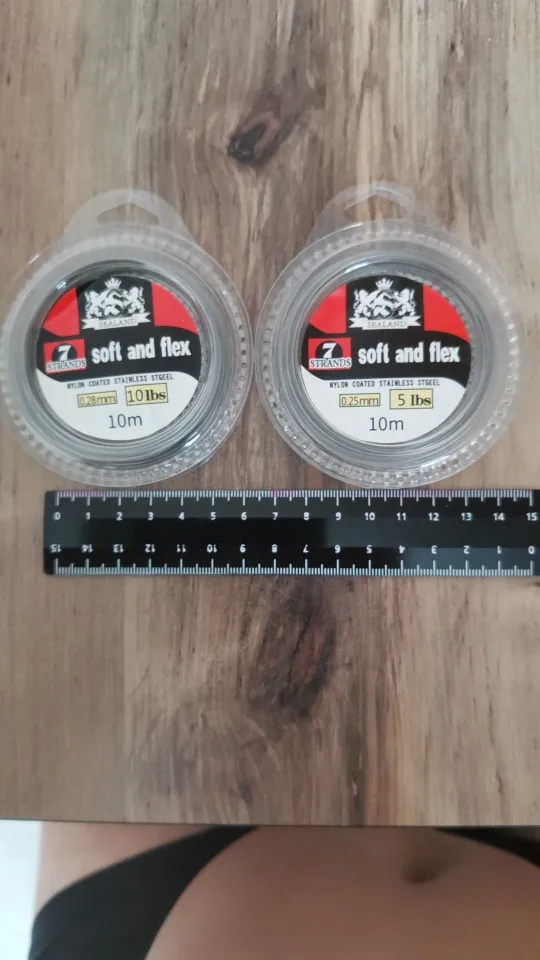 SEALAND
7
STRANDS
soft and flex
NYLON COATED STAINLESS STGEEL
0.28mm 10 lbs
10m
SEALAND
7
STRANDS
soft and flex
NYLON COATED STAINLESS STGEEL
0.25mm 5 lbs
10m
0 1 2 3 4 5 6 7 8 9 10 11 12 13 14 15
15 14 13 12 11 10 9 8 7 6 5 4 3 2 1 0